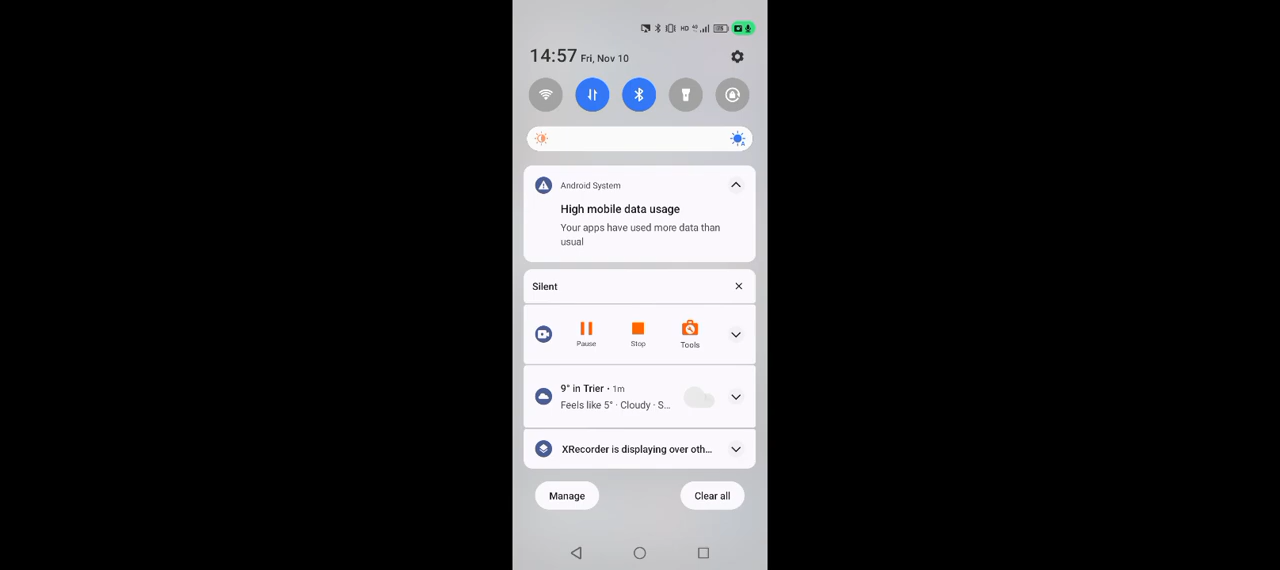 HD 4G
14:57 Fri, Nov 10
Android System
High mobile data usage
Your apps have used more data than
usual
Silent
Pause Stop Tools
9° in Trier • 1m
Feels like 5° · Cloudy · S...
XRecorder is displaying over oth...
Manage Clear all